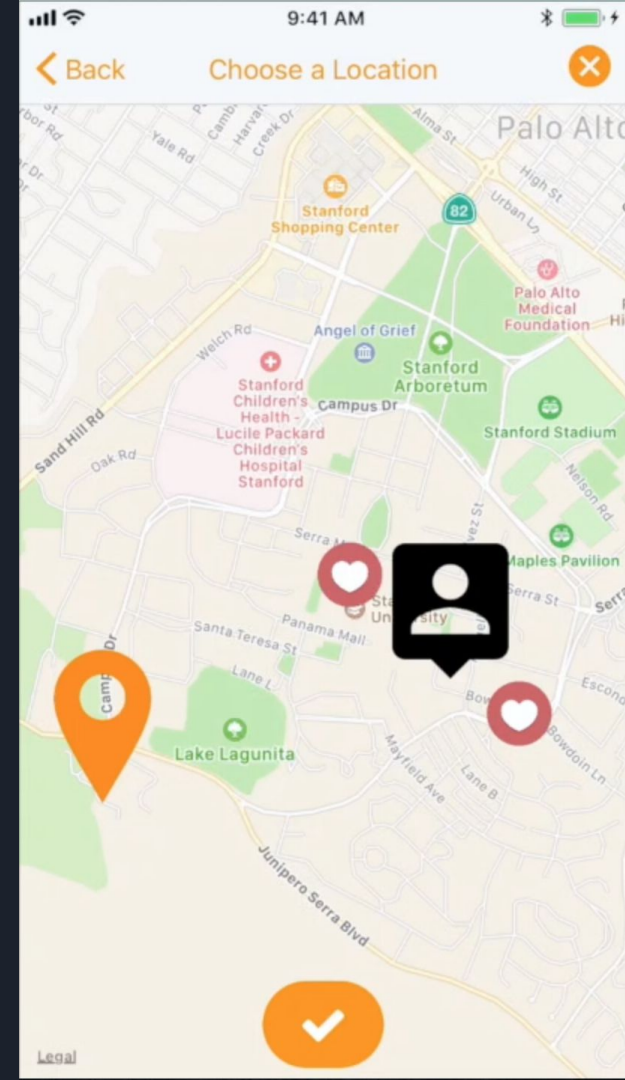 9:41 AM
Back
Choose a Location
Palo Alto
Alma St
Yale Rd
Creek Dr
High St
Urban Ln
Stanford
Shopping Center
82
Palo Alto
Medical
Foundation
Welch Rd
Angel of Grief
Stanford
Arboretum
Stanford
Children's
Health -
Lucile Packard
Children's
Hospital
Stanford
Campus Dr
Stanford Stadium
Sand Hill Rd
Oak Rd
Nelson Rd
Serra
Maples Pavilion
Serra St
Serra
Panama Mall
Santa Teresa St
Lane L
Lake Lagunita
Bowdoin Ln
Mayfield Ave
Lane B
Junipero Serra Blvd
Legal